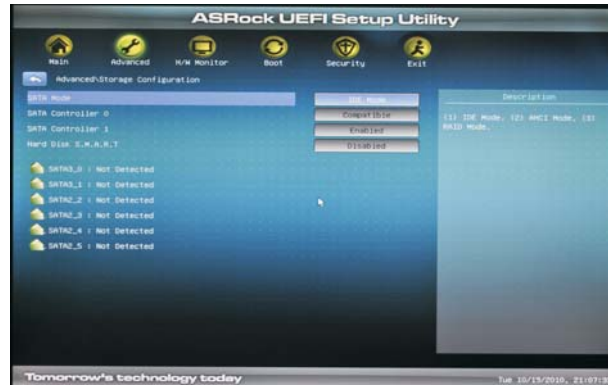 ASRock UEFI Setup Utility
Main Advanced H/W Monitor Boot Security Exit
Advanced\Storage Configuration
SATA Mode IDE Mode
SATA Controller 0 Compatible
SATA Controller 1 Enabled
Hard Disk S.M.A.R.T Disabled
SATA3_0 : Not Detected
SATA3_1 : Not Detected
SATA2_2 : Not Detected
SATA2_3 : Not Detected
SATA2_4 : Not Detected
SATA2_5 : Not Detected
Description
(1) IDE Mode, (2) AHCI Mode, (3)
RAID Mode.
Tomorrow's technology today
Tue 10/19/2010,